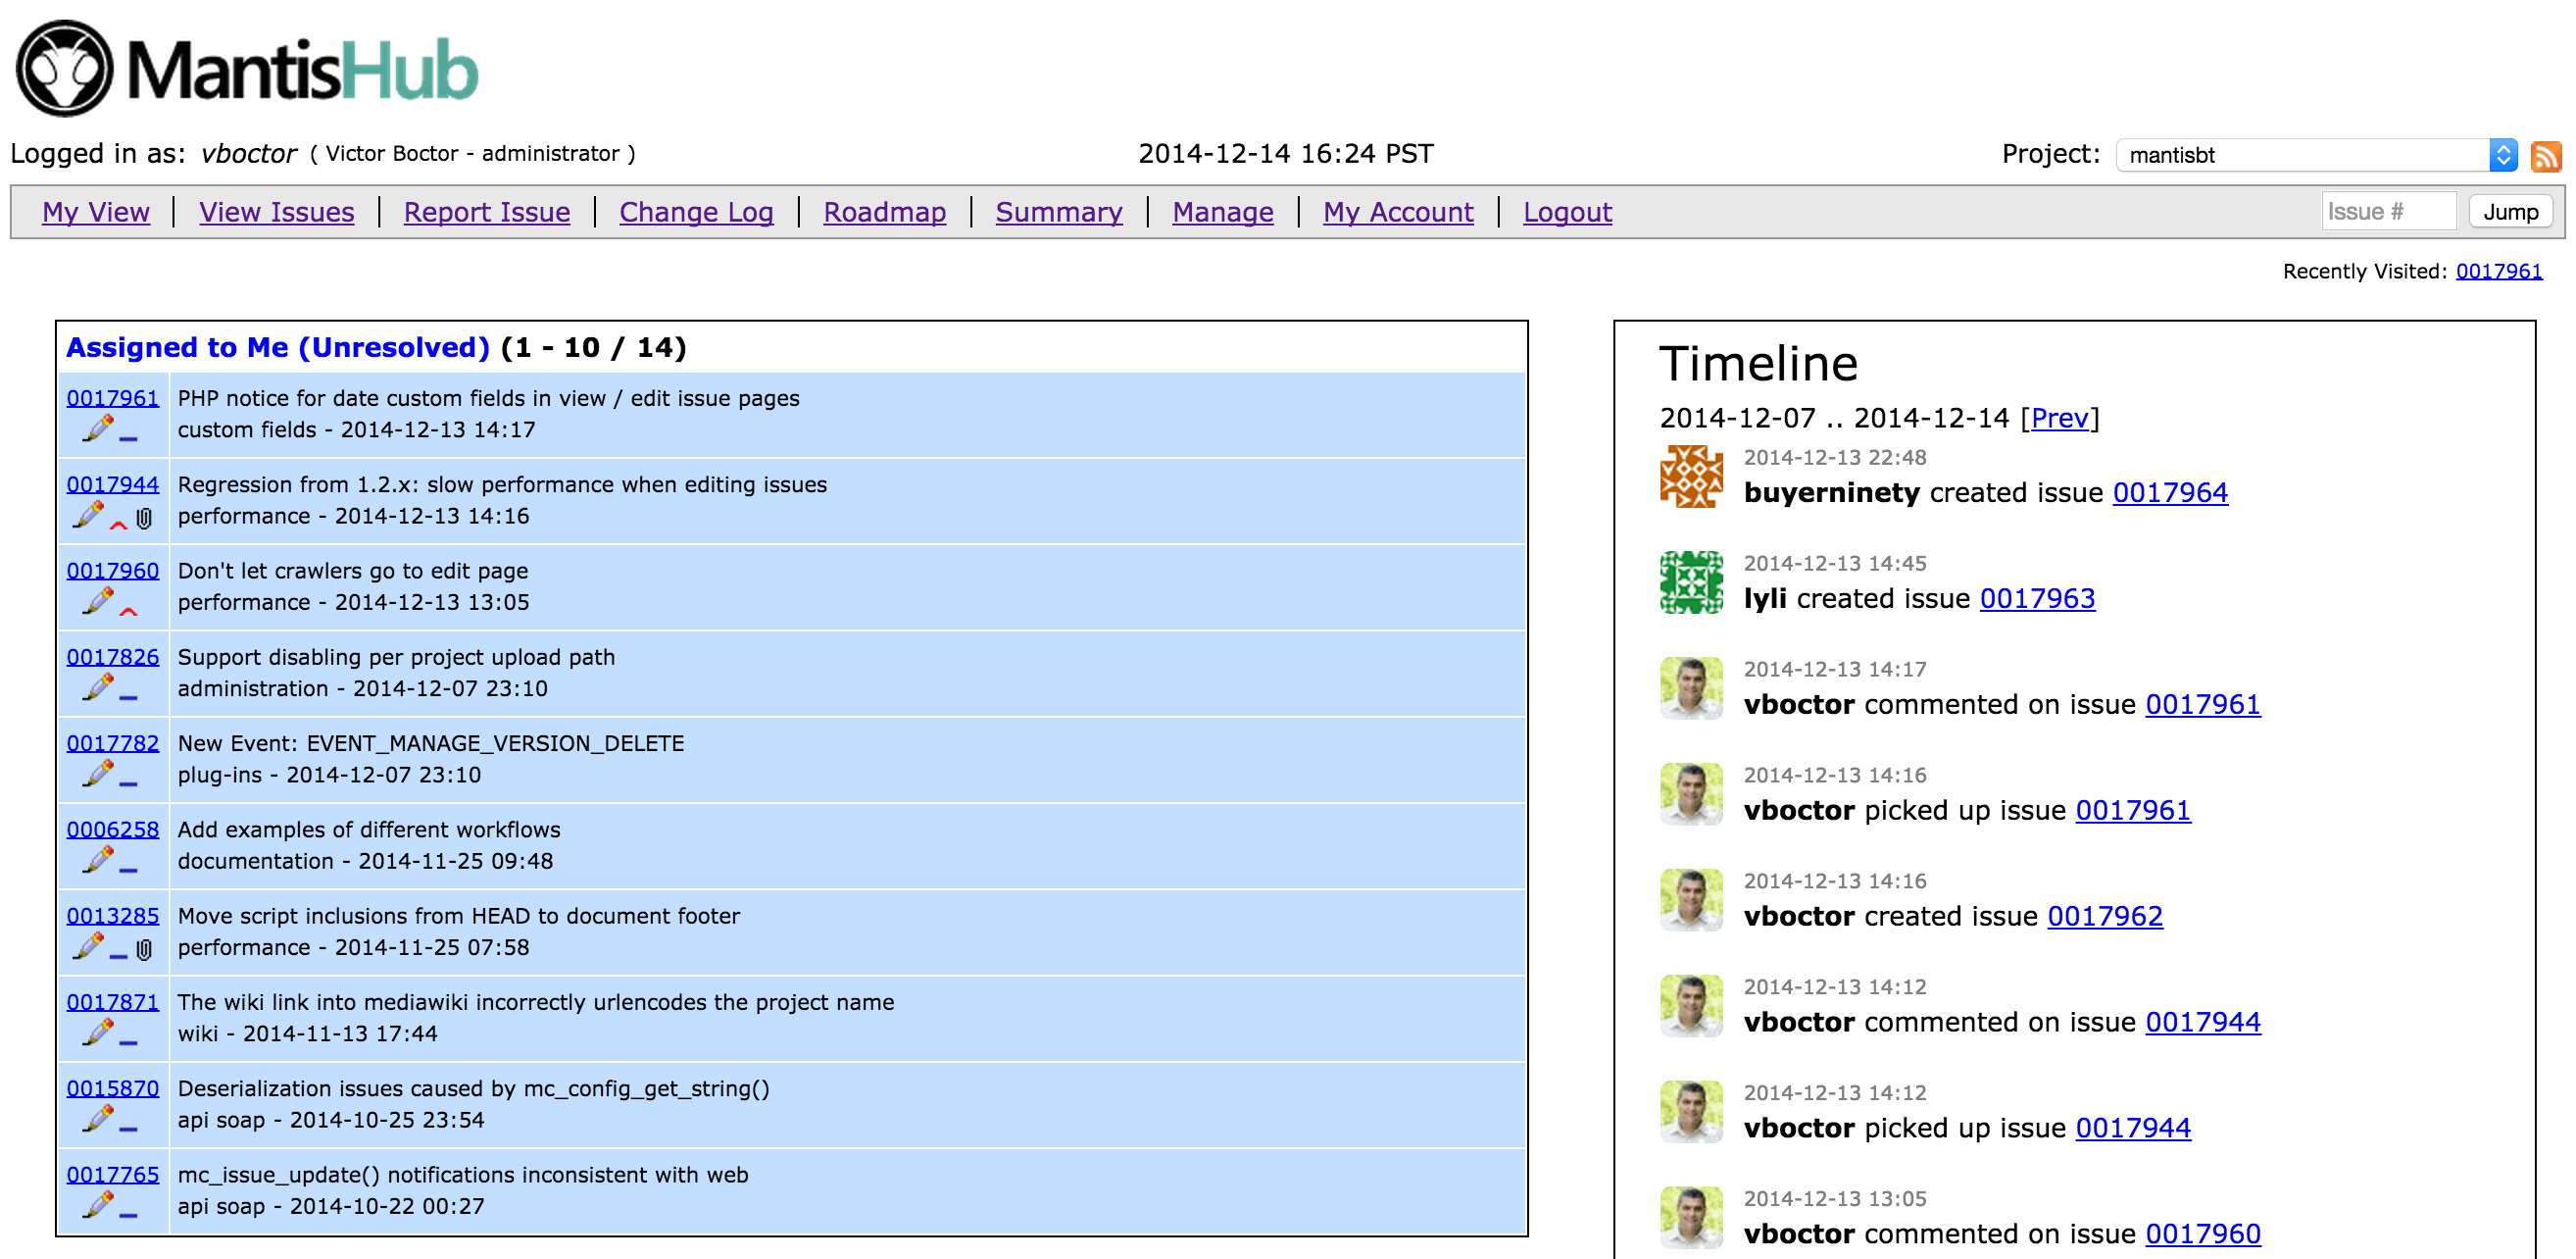 MantisHub
Logged in as: vboctor ( Victor Boctor - administrator )
2014-12-14 16:24 PST
Project: mantisbt
My View | View Issues | Report Issue | Change Log | Roadmap | Summary | Manage | My Account | Logout
Issue # Jump
Recently Visited: 0017961
Assigned to Me (Unresolved) (1 - 10 / 14)
0017961 PHP notice for date custom fields in view / edit issue pages
custom fields - 2014-12-13 14:17
0017944 Regression from 1.2.x: slow performance when editing issues
performance - 2014-12-13 14:16
0017960 Don't let crawlers go to edit page
performance - 2014-12-13 13:05
0017826 Support disabling per project upload path
administration - 2014-12-07 23:10
0017782 New Event: EVENT_MANAGE_VERSION_DELETE
plug-ins - 2014-12-07 23:10
0006258 Add examples of different workflows
documentation - 2014-11-25 09:48
0013285 Move script inclusions from HEAD to document footer
performance - 2014-11-25 07:58
0017871 The wiki link into mediawiki incorrectly urlencodes the project name
wiki - 2014-11-13 17:44
0015870 Deserialization issues caused by mc_config_get_string()
api soap - 2014-10-25 23:54
0017765 mc_issue_update() notifications inconsistent with web
api soap - 2014-10-22 00:27
Timeline
2014-12-07 .. 2014-12-14 [Prev]
2014-12-13 22:48
buyerninety created issue 0017964
2014-12-13 14:45
lyli created issue 0017963
2014-12-13 14:17
vboctor commented on issue 0017961
2014-12-13 14:16
vboctor picked up issue 0017961
2014-12-13 14:16
vboctor created issue 0017962
2014-12-13 14:12
vboctor commented on issue 0017944
2014-12-13 14:12
vboctor picked up issue 0017944
2014-12-13 13:05
vboctor commented on issue 0017960